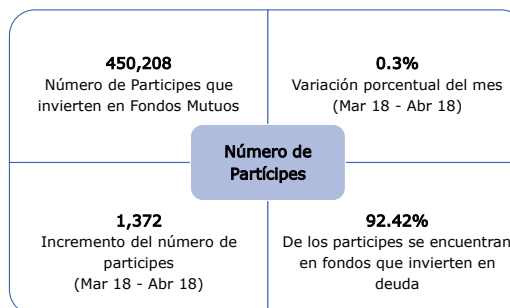 450,208
Número de Participes que
invierten en Fondos Mutuos
0.3%
Variación porcentual del mes
(Mar 18 - Abr 18)
Número de
Partícipes
1,372
Incremento del número de
participes
(Mar 18 - Abr 18)
92.42%
De los participes se encuentran
en fondos que invierten en
deuda